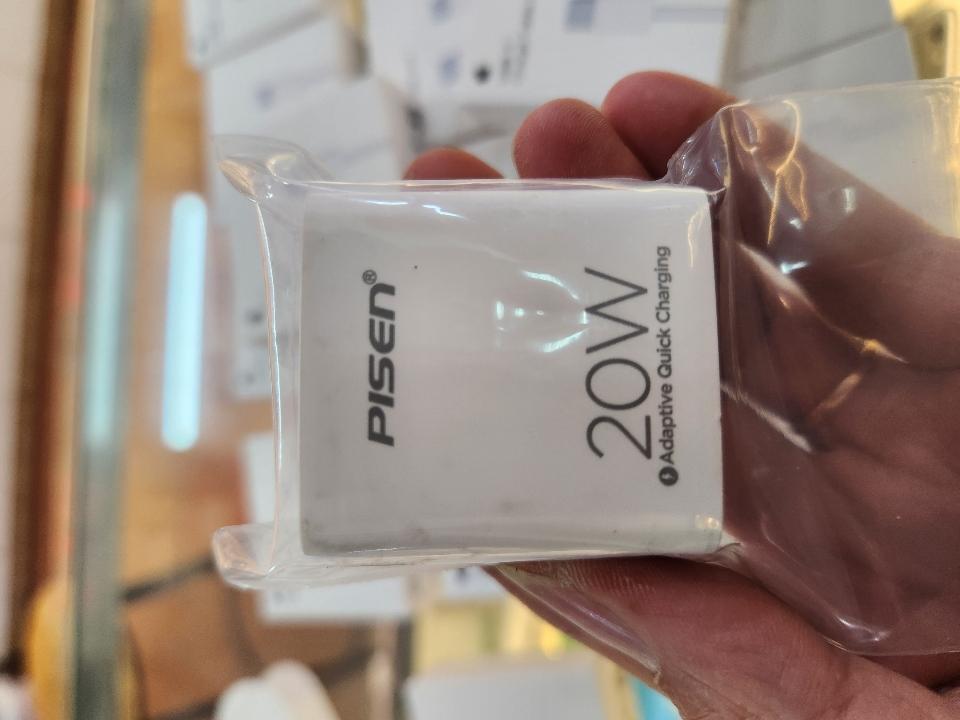 PISEN®
20W
Adaptive Quick Charging